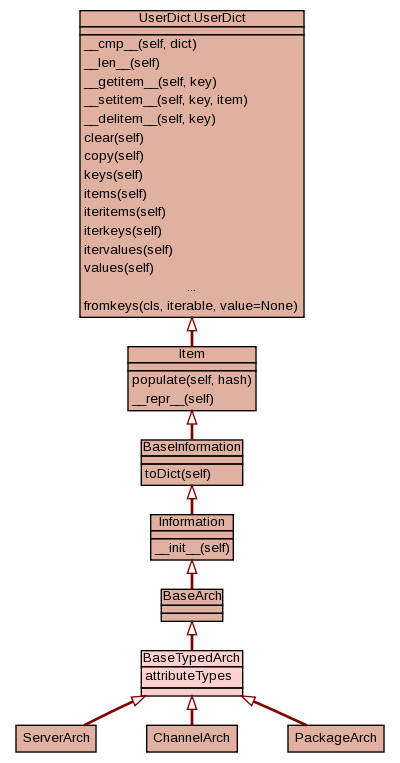 UserDict.UserDict
__cmp__(self, dict)
__len__(self)
__getitem__(self, key)
__setitem__(self, key, item)
__delitem__(self, key)
clear(self)
copy(self)
keys(self)
items(self)
iteritems(self)
iterkeys(self)
itervalues(self)
values(self)
...
fromkeys(cls, iterable, value=None)
Item
populate(self, hash)
__repr__(self)
BaseInformation
toDict(self)
Information
__init__(self)
BaseArch
BaseTypedArch
attributeTypes
ServerArch
ChannelArch
PackageArch